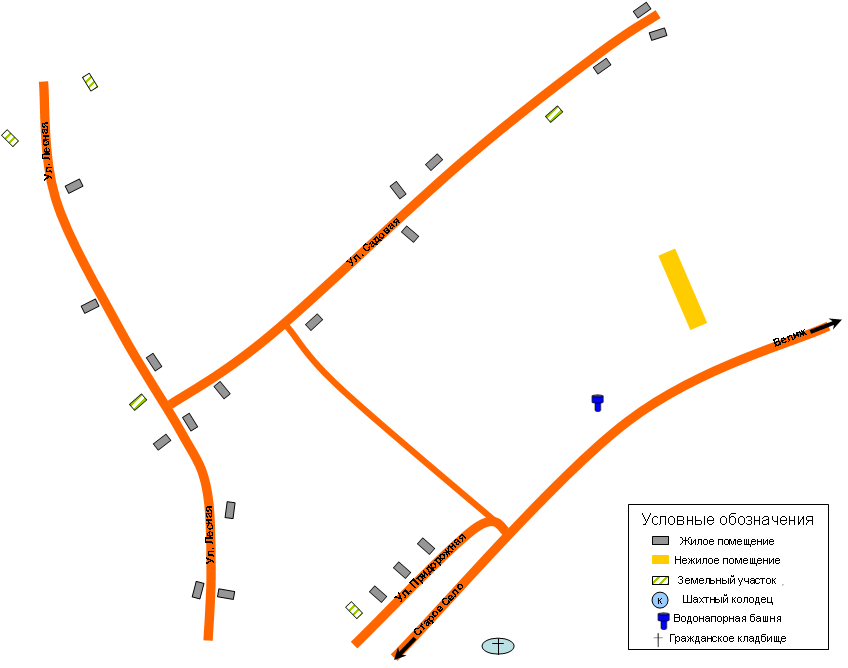 Ул. Лесная
Ул. Садовая
Велиж
Ул. Лесная
Ул. Придорожная
Старое Село
Условные обозначения
Жилое помещение
Нежилое помещение
Земельный участок
К Шахтный колодец
Водонапорная башня
Гражданское кладбище